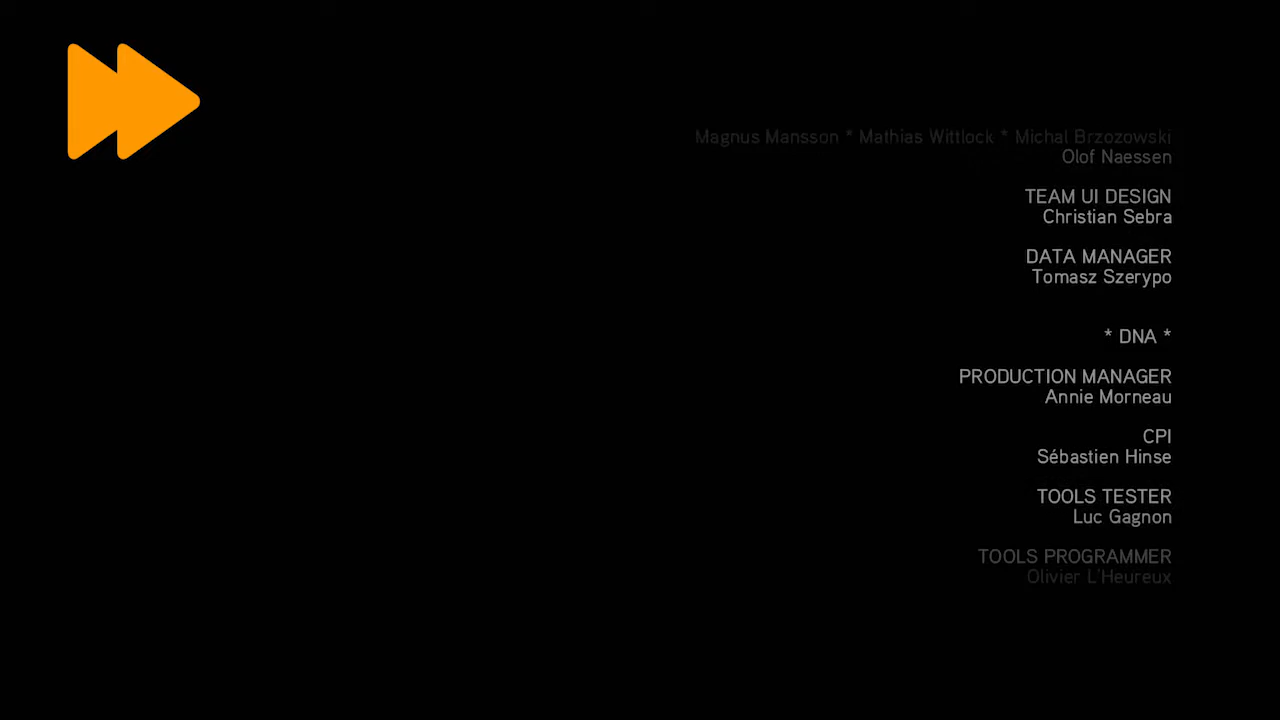 Magnus Mansson * Mathias Wittlock * Michal Brzozowski
Olof Naessen
TEAM UI DESIGN
Christian Sebra
DATA MANAGER
Tomasz Szerypo
* DNA *
PRODUCTION MANAGER
Annie Morneau
CPI
Sébastien Hinse
TOOLS TESTER
Luc Gagnon
TOOLS PROGRAMMER
Olivier L'Heureux